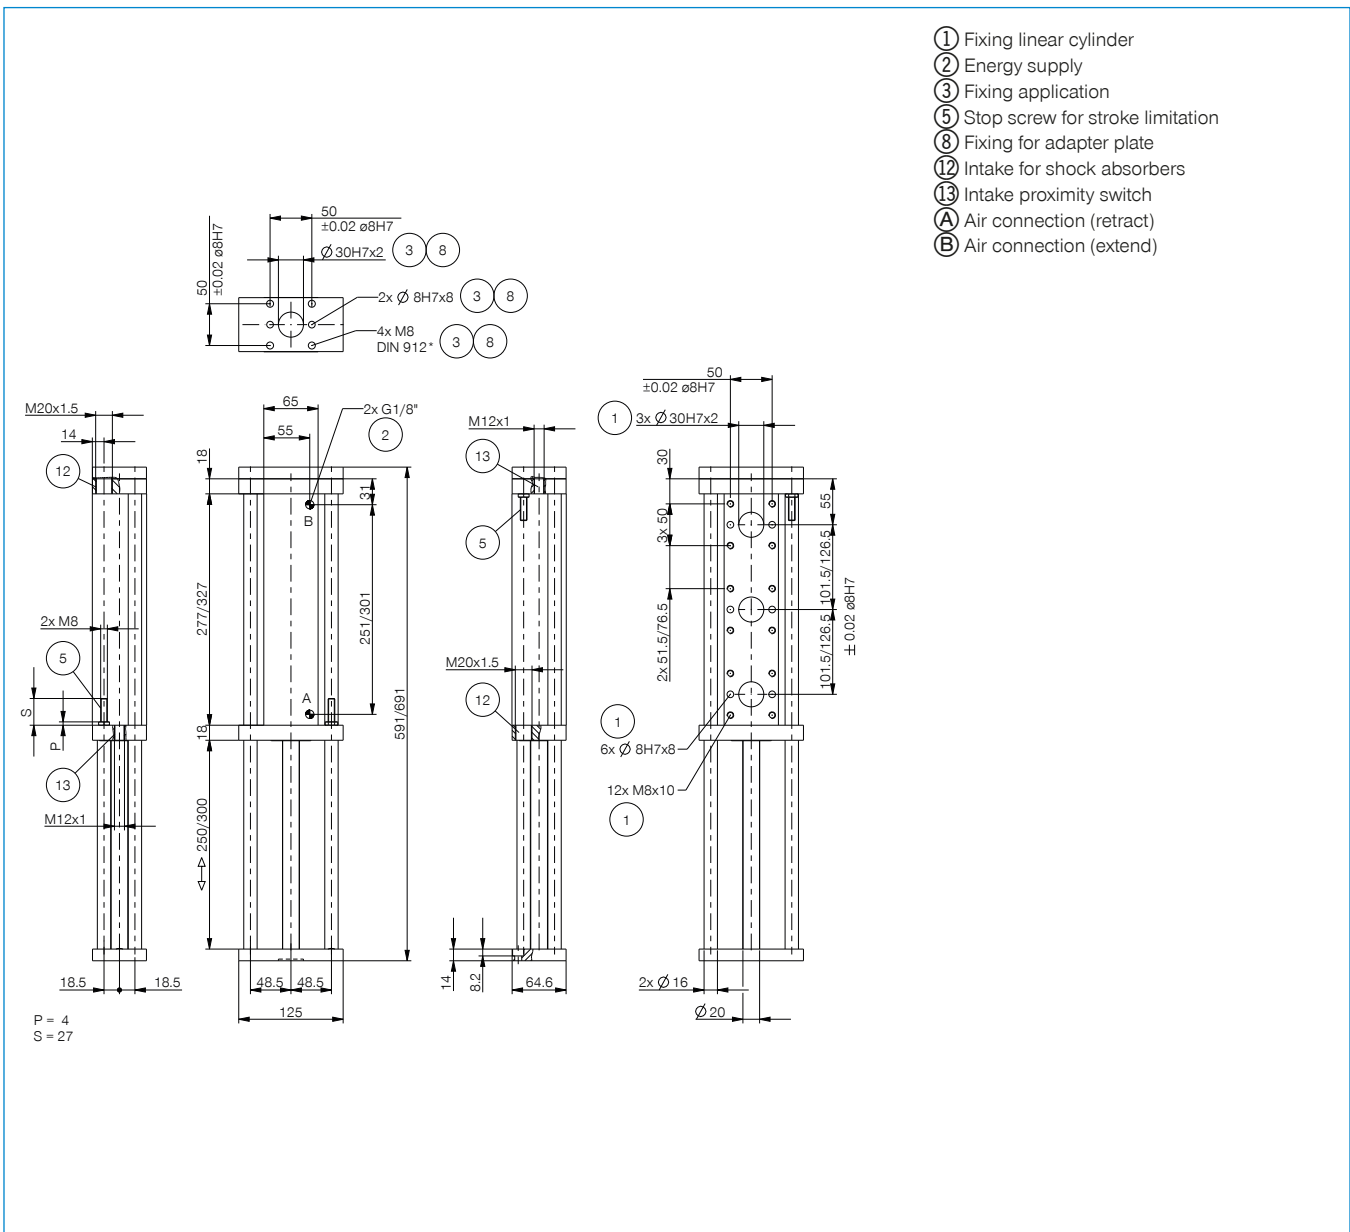 ① Fixing linear cylinder
② Energy supply
③ Fixing application
⑤ Stop screw for stroke limitation
⑧ Fixing for adapter plate
⑫ Intake for shock absorbers
⑬ Intake proximity switch
Ⓐ Air connection (retract)
Ⓑ Air connection (extend)
50
±0.02 ø8H7
50
±0.02 ø8H7
Ø 30H7x2 3 8
2x Ø 8H7x8 3 8
4x M8
DIN 912* 3 8
M20x1.5
14
12
2x M8
5
S
P
13
M12x1
18.5 18.5
P = 4
S = 27
65
55
2x G1/8"
2
18
31
B
277/327
251/301
591/691
A
18
250/300
48.5 48.5
125
M12x1
13
5
M20x1.5
12
14
8.2
64.6
50
±0.02 ø8H7
1 3x Ø 30H7x2
30
55
3x 50
101.5/126.5
2x 51.5/76.5
101.5/126.5
± 0.02 ø8H7
1
6x Ø 8H7x8
12x M8x10
1
2x Ø 16
Ø 20